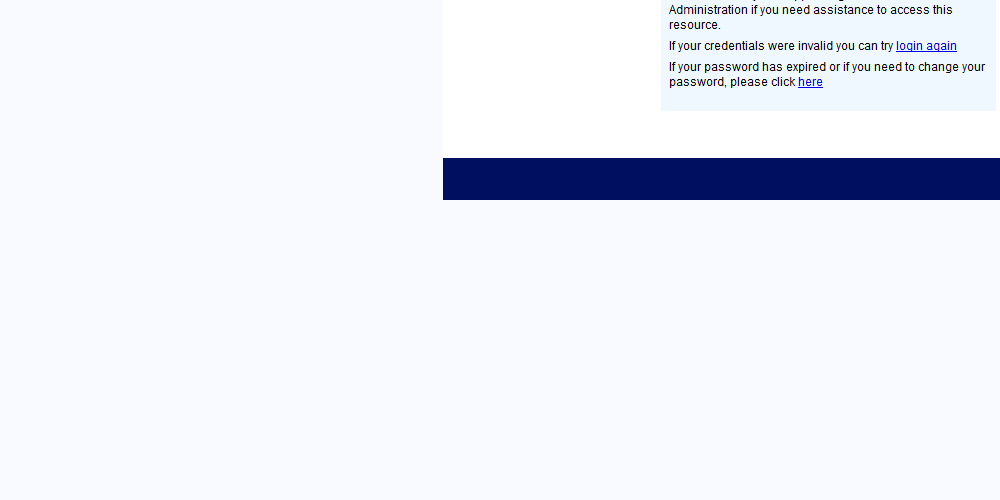 Administration if you need assistance to access this
resource.
If your credentials were invalid you can try login again
If your password has expired or if you need to change your
password, please click here